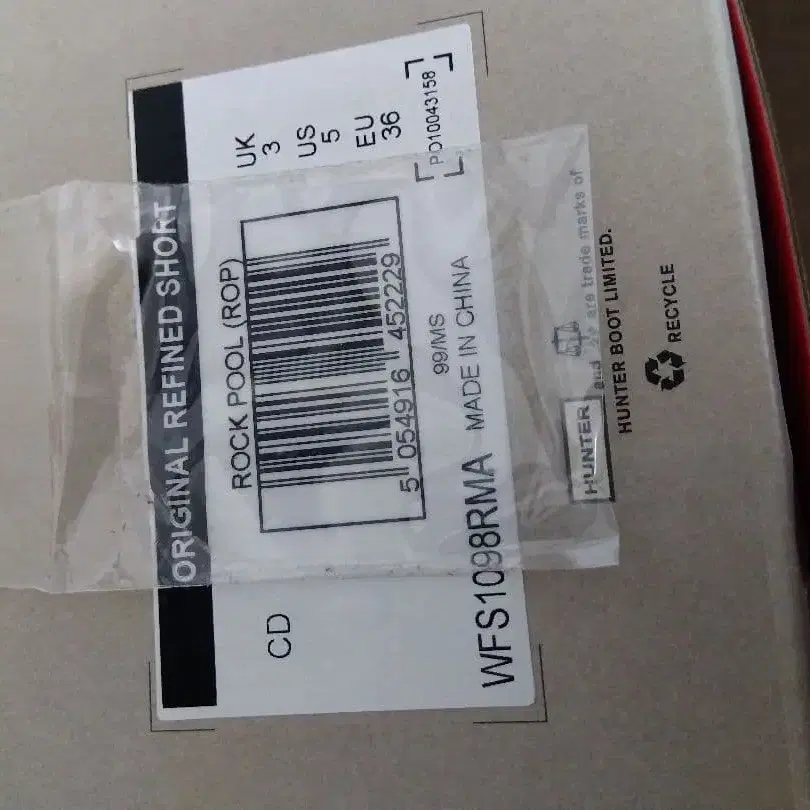 ORIGINAL REFINED SHORT
CD
ROCK POOL (ROP)
UK
3
US
5
EU
36
5 054916 452229
99/MS
WFS1098RMA MADE IN CHINA
PO10043158
HUNTER and are trade marks of
HUNTER BOOT LIMITED.
RECYCLE